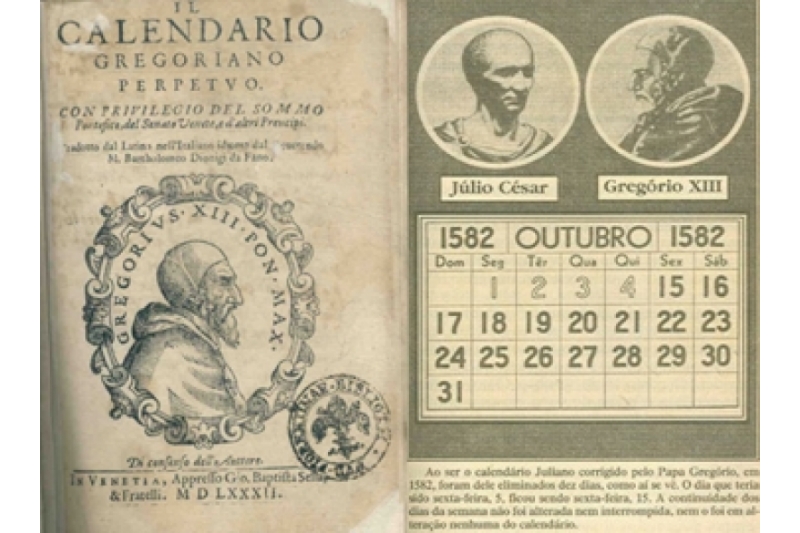 IL
CALENDARIO
GREGORIANO
PERPETVO.
CON PRIVILEGIO DEL SOMMO
Pontefice, del Senato Veneto, e d'altri Prencipi.
dal Latino nell'Italiano idioma dal
M. Bartholomeo Dionigi da Fano.
GREGORIVS · XIII · PON · MAX ·
Di consenso dell'Auttore.
IN VENETIA, Appresso Gio. Baptista
& Fratelli. M D LXXXII.
Júlio César
Gregório XIII
1582 OUTUBRO 1582
Dom Seg Têr Qua Qui Sex Sáb
1 2 3 4 15 16
17 18 19 20 21 22 23
24 25 26 27 28 29 30
31
Ao ser o calendário Juliano corrigido pelo Papa Gregório, em
1582, foram dele eliminados dez dias, como aí se vê. O dia que teria
sido sexta-feira, 5, ficou sendo sexta-feira, 15. A continuidade dos
dias da semana não foi alterada nem interrompida, nem o foi em al-
teração nenhuma do calendário.